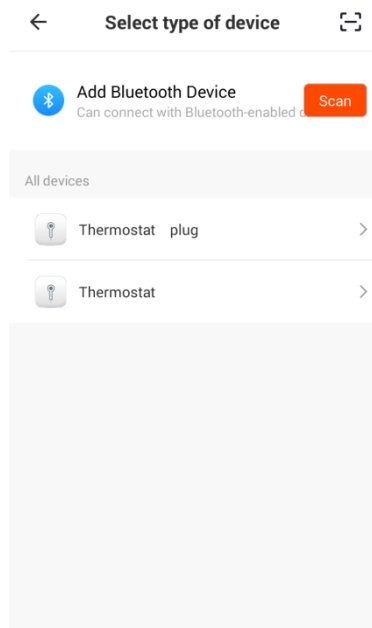 Select type of device
Add Bluetooth Device
Scan
Can connect with Bluetooth-enabled
All devices
Thermostat plug
Thermostat